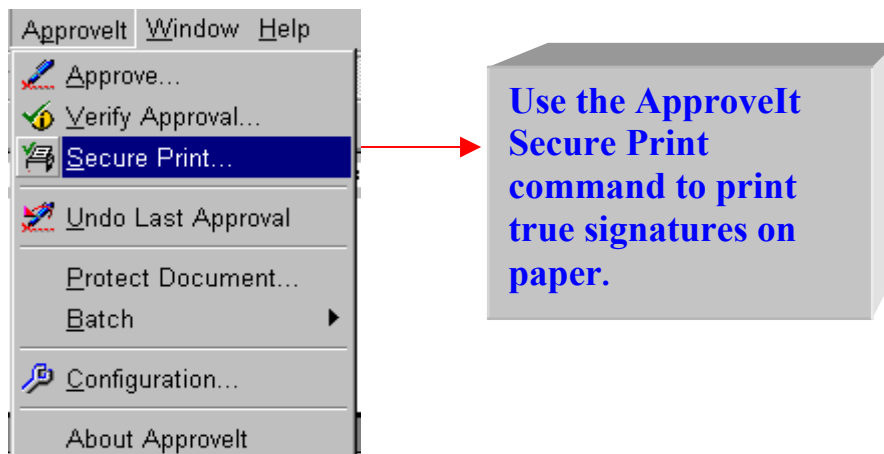 ApproveIt Window Help
Approve...
Verify Approval...
Secure Print...
Undo Last Approval
Protect Document...
Batch
Configuration...
About ApproveIt
Use the ApproveIt
Secure Print
command to print
true signatures on
paper.